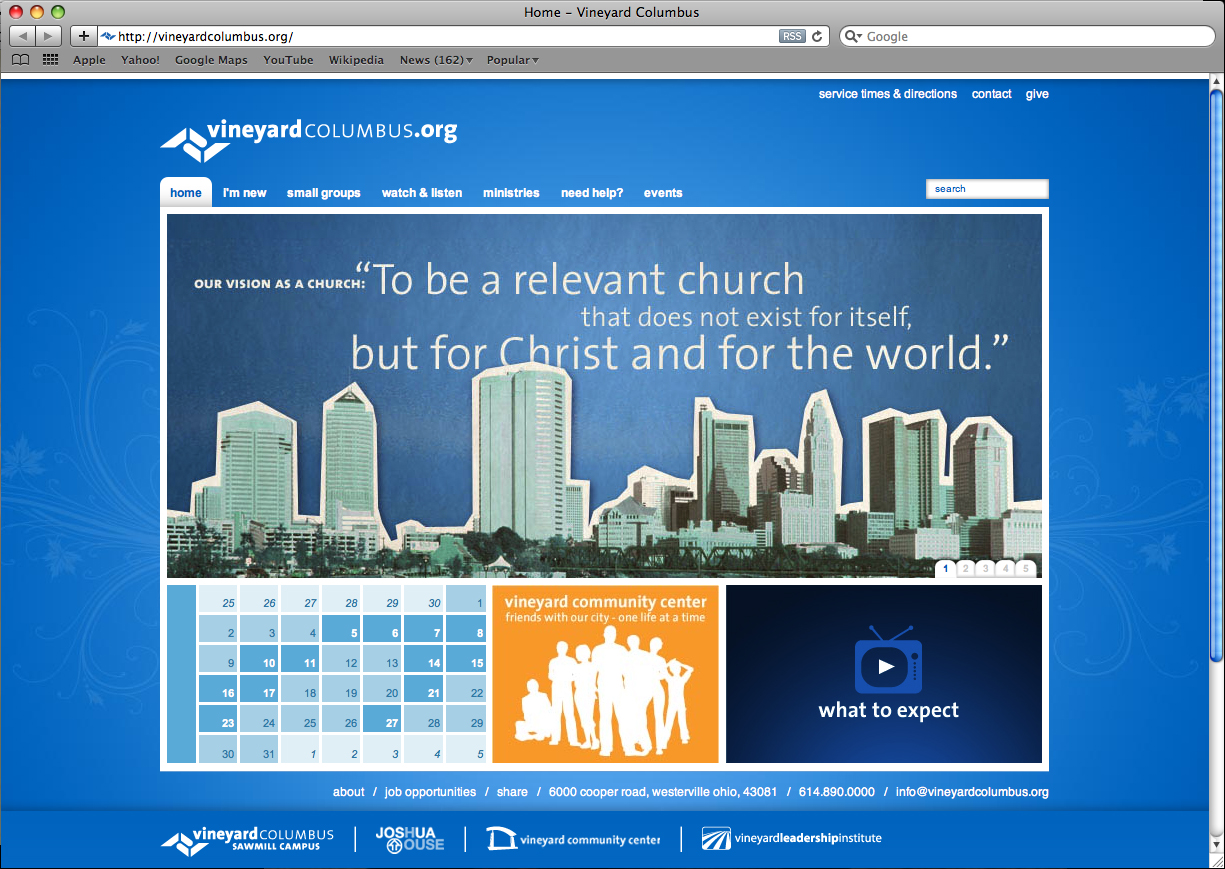 Home – Vineyard Columbus
http://vineyardcolumbus.org/ RSS Google
Apple Yahoo! Google Maps YouTube Wikipedia News (162) Popular
service times & directions contact give
vineyardCOLUMBUS.org
home I'm new small groups watch & listen ministries need help? events search
OUR VISION AS A CHURCH: “To be a relevant church
that does not exist for itself,
but for Christ and for the world.”
1 2 3 4 5
25 26 27 28 29 30 1
2 3 4 5 6 7 8
9 10 11 12 13 14 15
16 17 18 19 20 21 22
23 24 25 26 27 28 29
30 31 1 2 3 4 5
vineyard community center
friends with our city - one life at a time
what to expect
about / job opportunities / share / 6000 cooper road, westerville ohio, 43081 / 614.890.0000 / info@vineyardcolumbus.org
vineyardCOLUMBUS
SAWMILL CAMPUS
JOSHUA
HOUSE
vineyard community center
vineyardleadershipinstitute